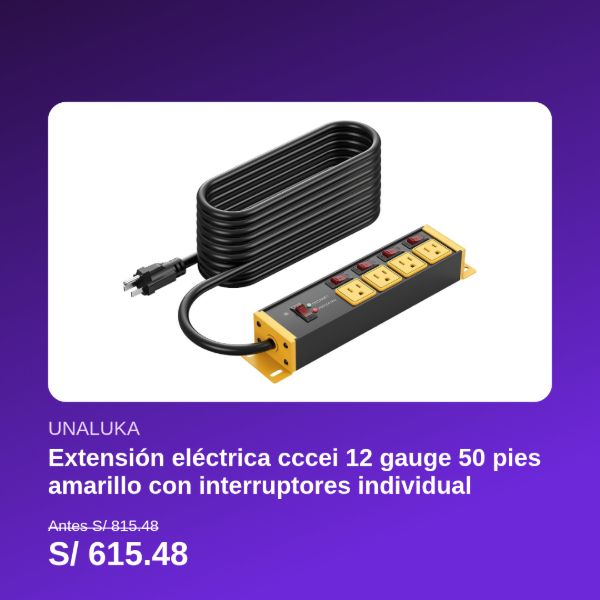 UNALUKA
Extensión eléctrica cccei 12 gauge 50 pies
amarillo con interruptores individual
Antes S/ 815.48
S/ 615.48